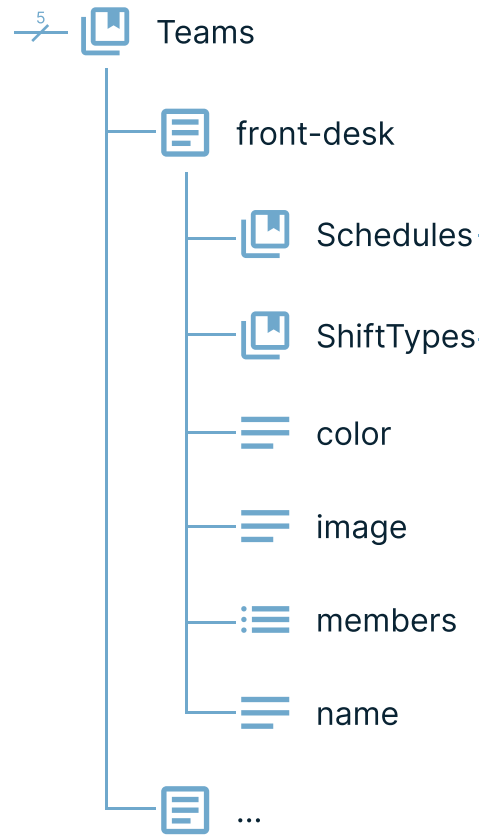 5
Teams
front-desk
Schedules
ShiftTypes
color
image
members
name
...